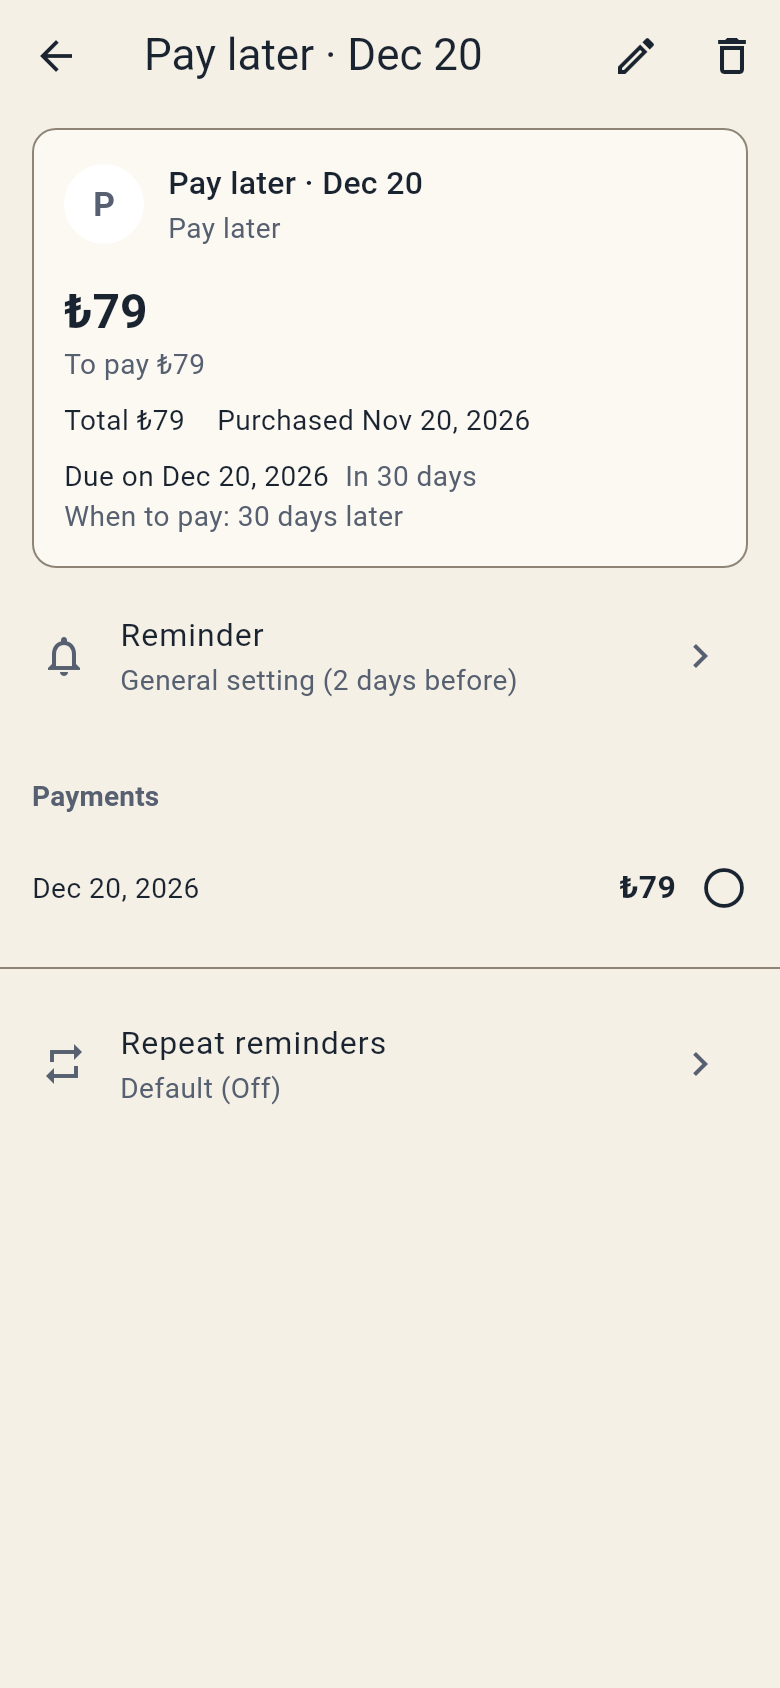 Pay later · Dec 20
P
Pay later · Dec 20
Pay later
₺79
To pay ₺79
Total ₺79 Purchased Nov 20, 2026
Due on Dec 20, 2026 In 30 days
When to pay: 30 days later
Reminder
General setting (2 days before)
Payments
Dec 20, 2026 ₺79
Repeat reminders
Default (Off)